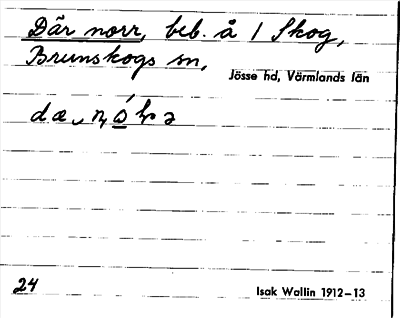 Där norr, beb. å 1 Skog,
Brunskogs sn,
Jösse hd, Värmlands län
24
Isak Wallin 1912–13